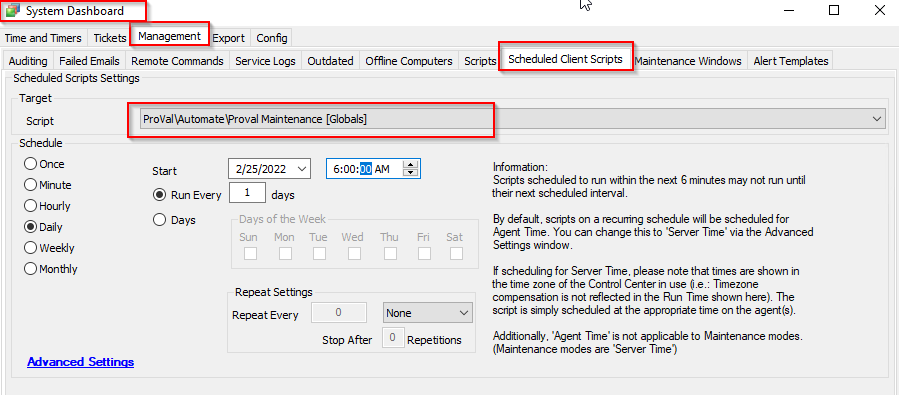 System Dashboard
Time and Timers Tickets Management Export Config
Auditing Failed Emails Remote Commands Service Logs Outdated Offline Computers Scripts Scheduled Client Scripts Maintenance Windows Alert Templates
Scheduled Scripts Settings
Target
Script ProVal\Automate\Proval Maintenance [Globals]
Schedule
Once
Minute
Hourly
Daily
Weekly
Monthly
Start 2/25/2022 6:00:00 AM
Run Every 1 days
Days
Days of the Week
Sun Mon Tue Wed Thu Fri Sat
Repeat Settings
Repeat Every 0 None
Stop After 0 Repetitions
Advanced Settings
Information:
Scripts scheduled to run within the next 6 minutes may not run until
their next scheduled interval.
By default, scripts on a recurring schedule will be scheduled for
Agent Time. You can change this to 'Server Time' via the Advanced
Settings window.
If scheduling for Server Time, please note that times are shown in
the time zone of the Control Center in use (i.e.: Timezone
compensation is not reflected in the Run Time shown here). The
script is simply scheduled at the appropriate time on the agent(s).
Additionally, 'Agent Time' is not applicable to Maintenance modes.
(Maintenance modes are 'Server Time')